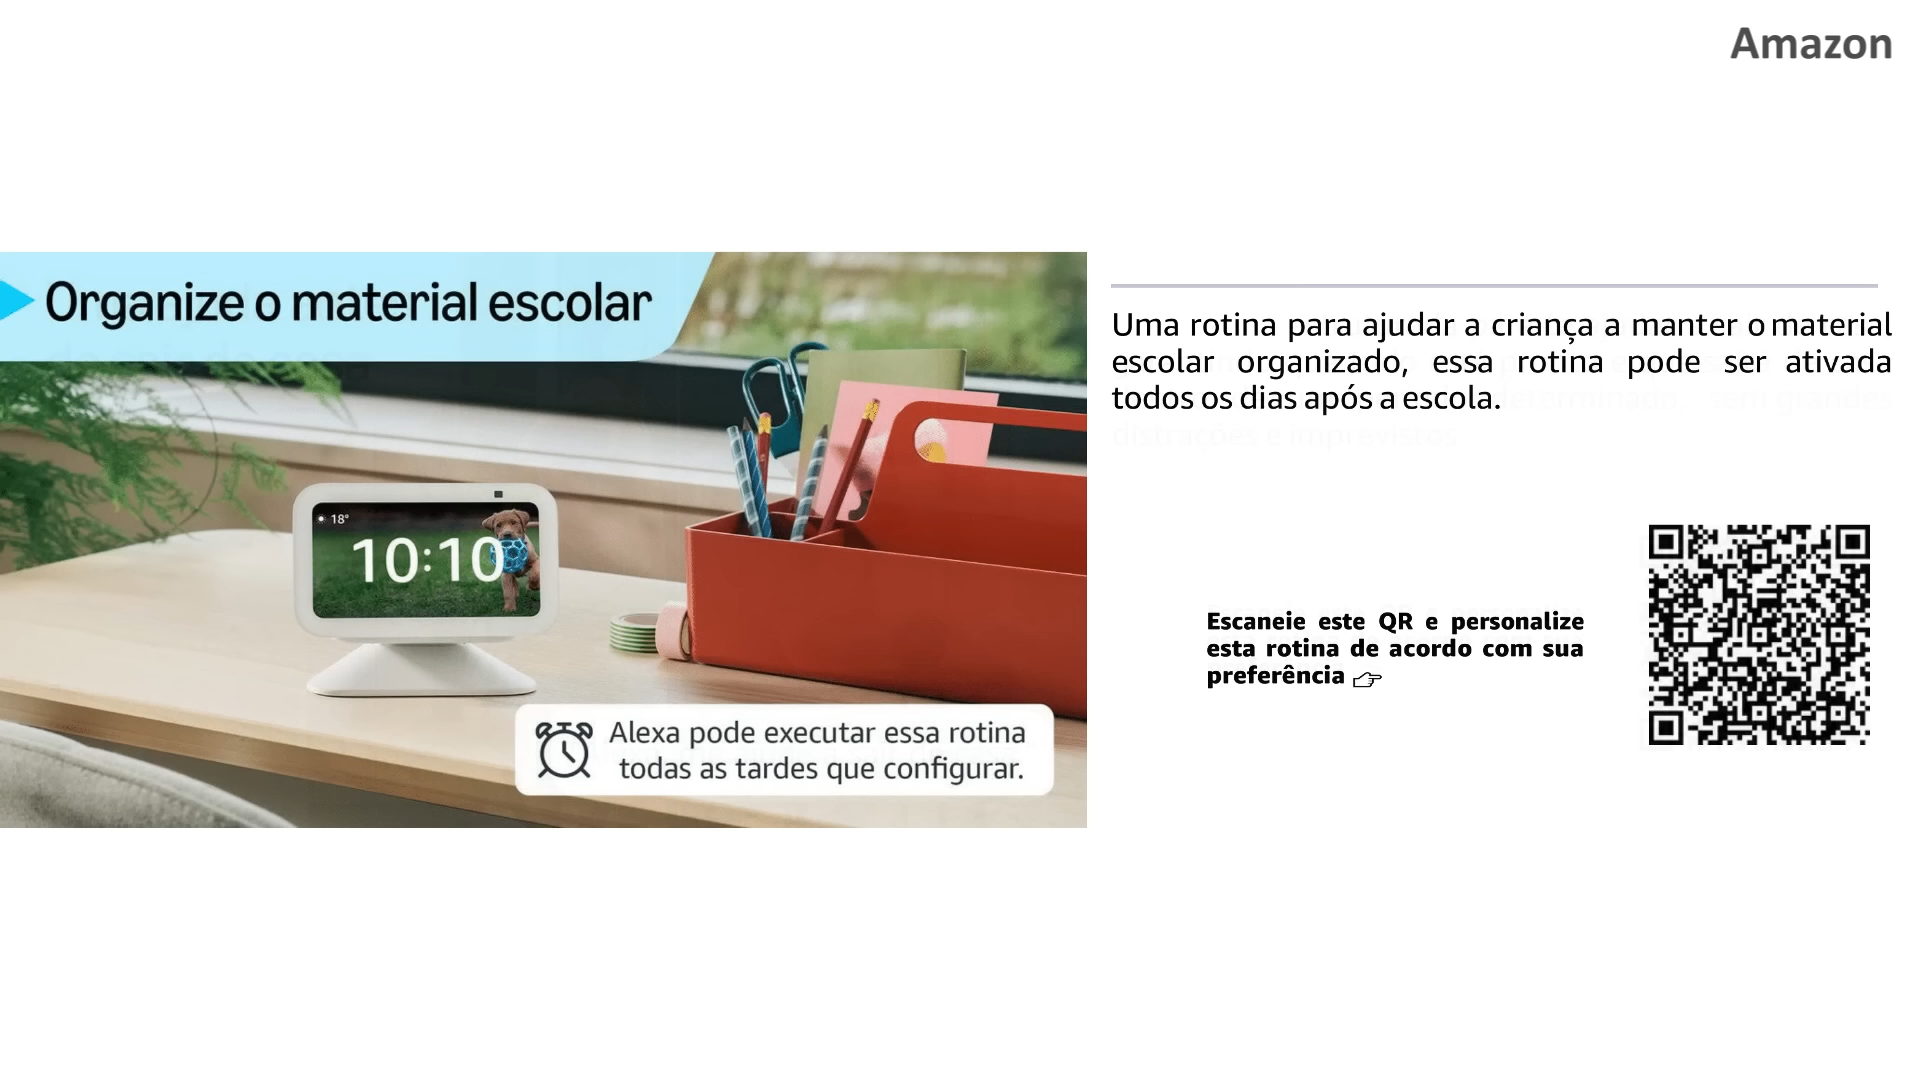 Amazon
Organize o material escolar
18°
10:10
Alexa pode executar essa rotina
todas as tardes que configurar.
Uma rotina para ajudar a criança a manter o material
escolar organizado, essa rotina pode ser ativada
todos os dias após a escola.
distrações e imprevistos
Escaneie este QR e personalize
esta rotina de acordo com sua
preferência